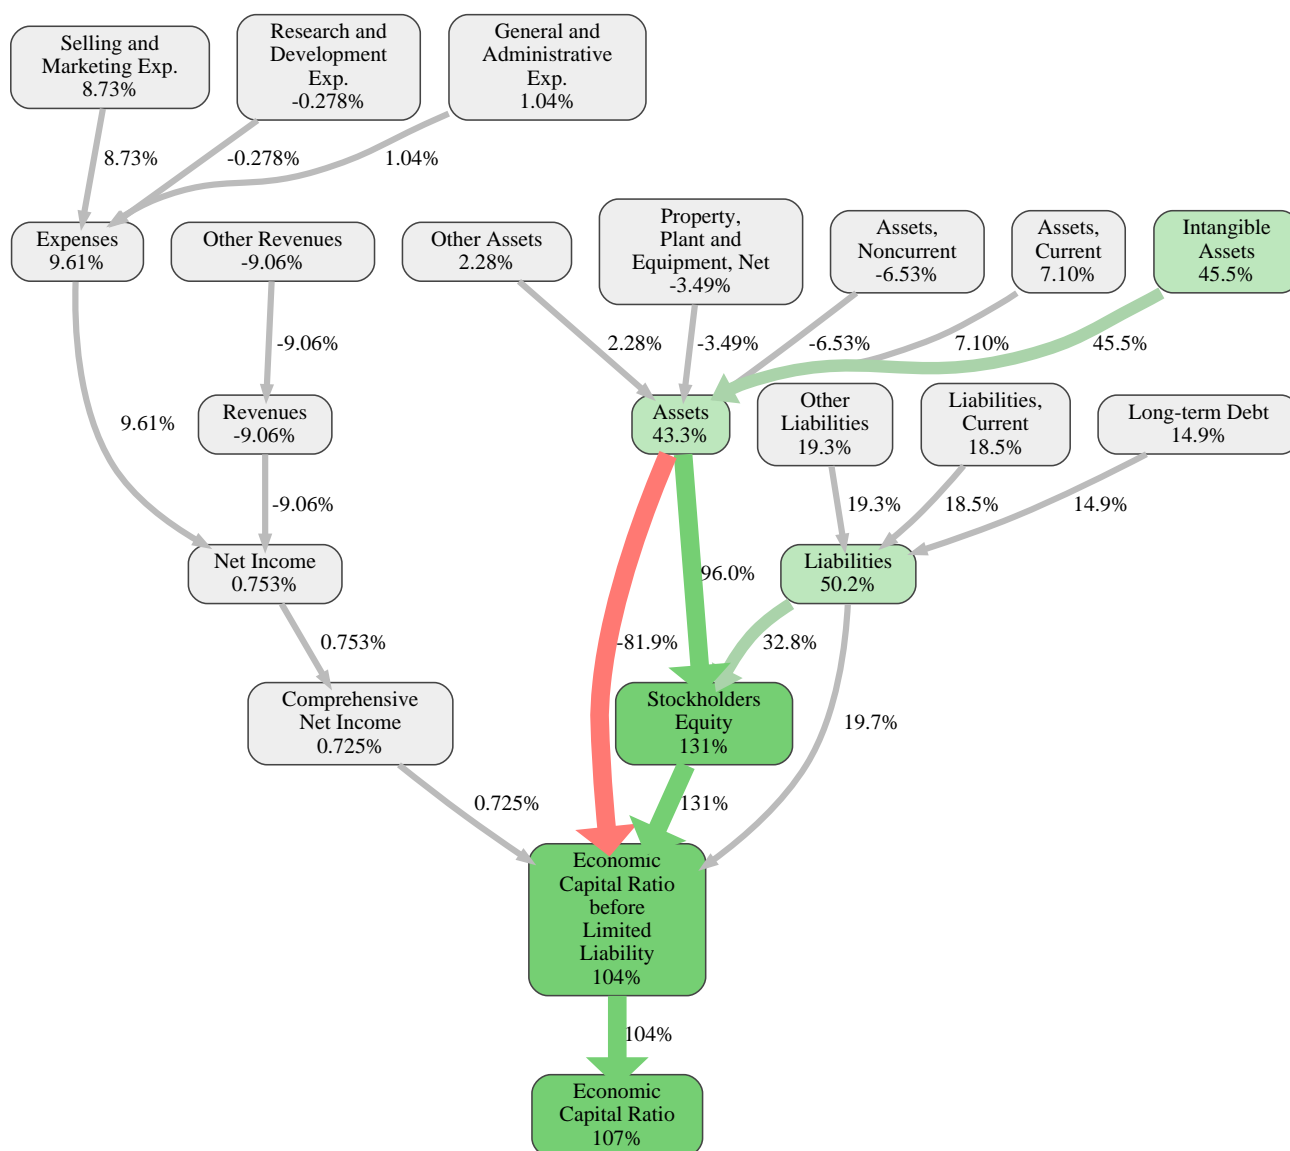 Selling and
Marketing Exp.
8.73%
Research and
Development
Exp.
-0.278%
General and
Administrative
Exp.
1.04%
8.73%
-0.278%
1.04%
Expenses
9.61%
Other Revenues
-9.06%
Other Assets
2.28%
Property,
Plant and
Equipment, Net
-3.49%
Assets,
Noncurrent
-6.53%
Assets,
Current
7.10%
Intangible
Assets
45.5%
-9.06%
2.28%
-3.49%
-6.53%
7.10%
45.5%
9.61%
Revenues
-9.06%
Assets
43.3%
Other
Liabilities
19.3%
Liabilities,
Current
18.5%
Long-term Debt
14.9%
-9.06%
19.3%
18.5%
14.9%
Net Income
0.753%
96.0%
Liabilities
50.2%
0.753%
-81.9%
32.8%
Comprehensive
Net Income
0.725%
Stockholders
Equity
131%
19.7%
0.725%
131%
Economic
Capital Ratio
before
Limited
Liability
104%
104%
Economic
Capital Ratio
107%